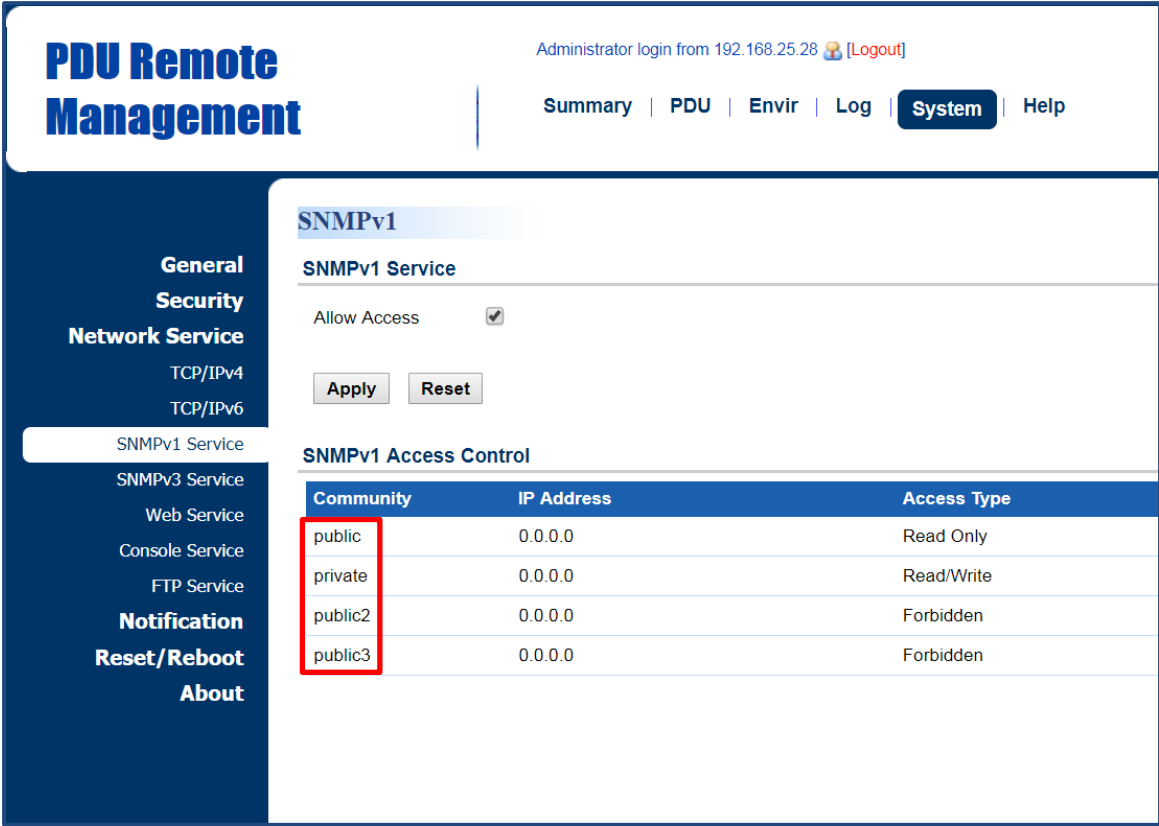 PDU Remote
Management
Administrator login from 192.168.25.28 [Logout]
Summary | PDU | Envir | Log | System | Help
General
Security
Network Service
TCP/IPv4
TCP/IPv6
SNMPv1 Service
SNMPv3 Service
Web Service
Console Service
FTP Service
Notification
Reset/Reboot
About
SNMPv1
SNMPv1 Service
Allow Access
Apply Reset
SNMPv1 Access Control
Community IP Address Access Type
public 0.0.0.0 Read Only
private 0.0.0.0 Read/Write
public2 0.0.0.0 Forbidden
public3 0.0.0.0 Forbidden